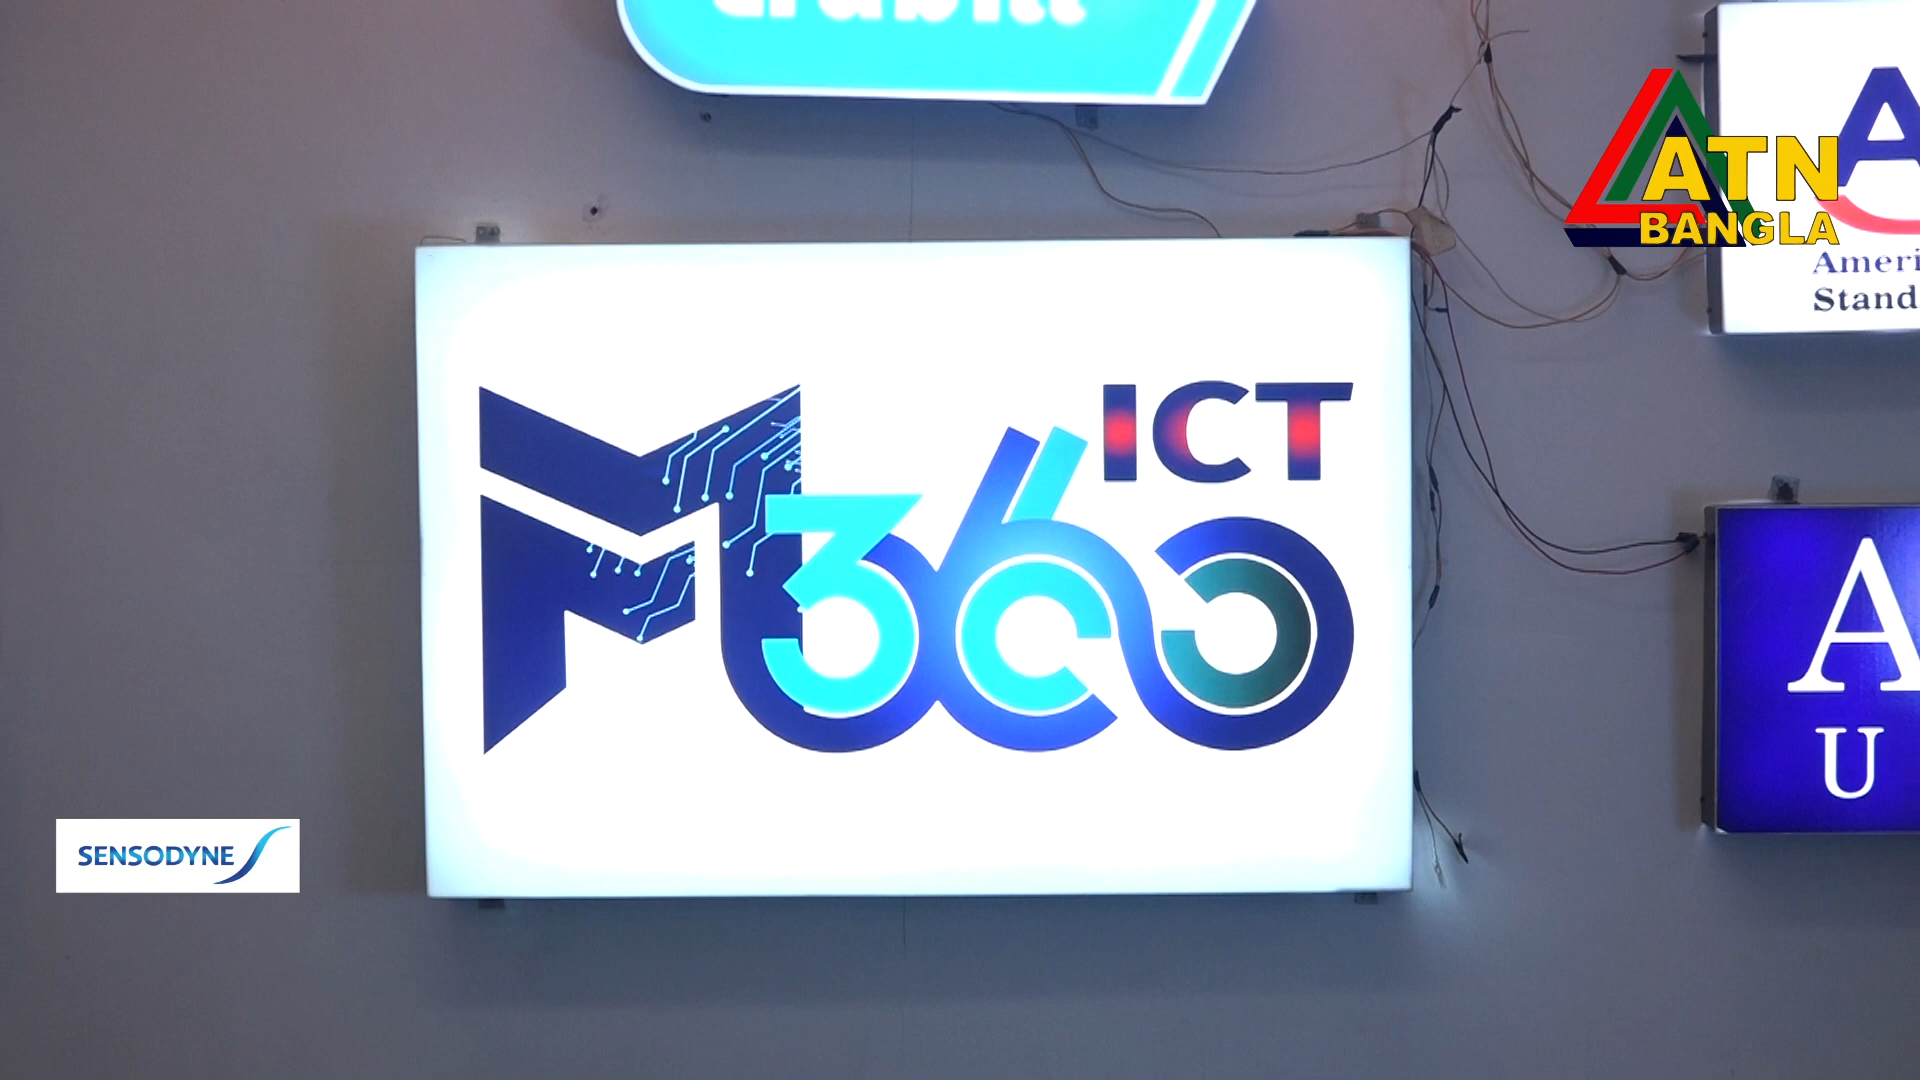 ATN
BANGLA
Ameri
Stand
ICT
M360
A
U
SENSODYNE